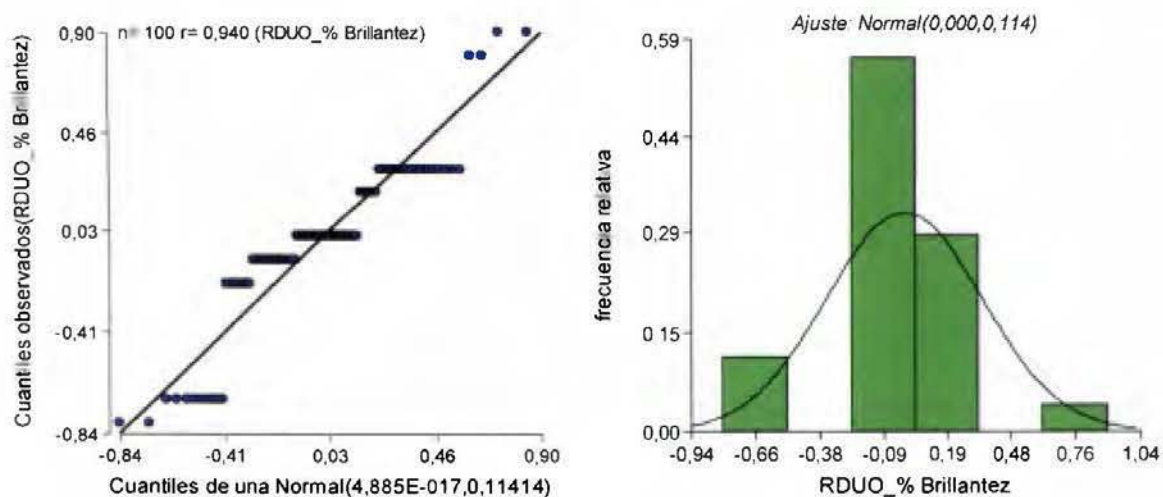 n= 100 r= 0,940 (RDUO_% Brillantez)
Cuantiles observados(RDUO_% Brillantez)
0,90
0,46
0,03
-0,41
-0,84
-0,84 -0,41 0,03 0,46 0,90
Cuantiles de una Normal(4,885E-017,0,11414)
Ajuste: Normal(0,000,0,114)
frecuencia relativa
0,59
0,44
0,29
0,15
0,00
-0,94 -0,66 -0,38 -0,09 0,19 0,48 0,76 1,04
RDUO_% Brillantez